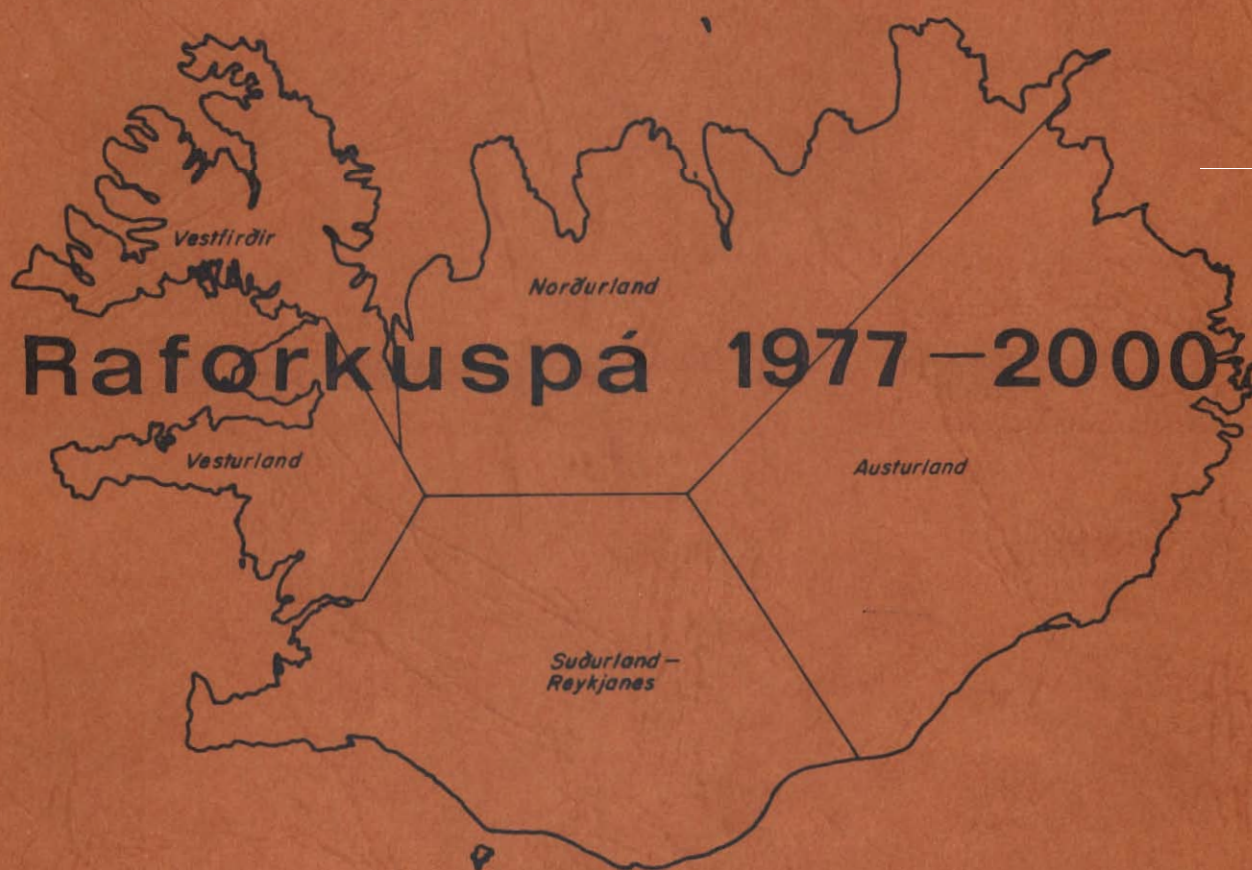 Vestfirðir
Norðurland
Raforkuspá 1977–2000
Vesturland
Austurland
Suðurland–
Reykjanes